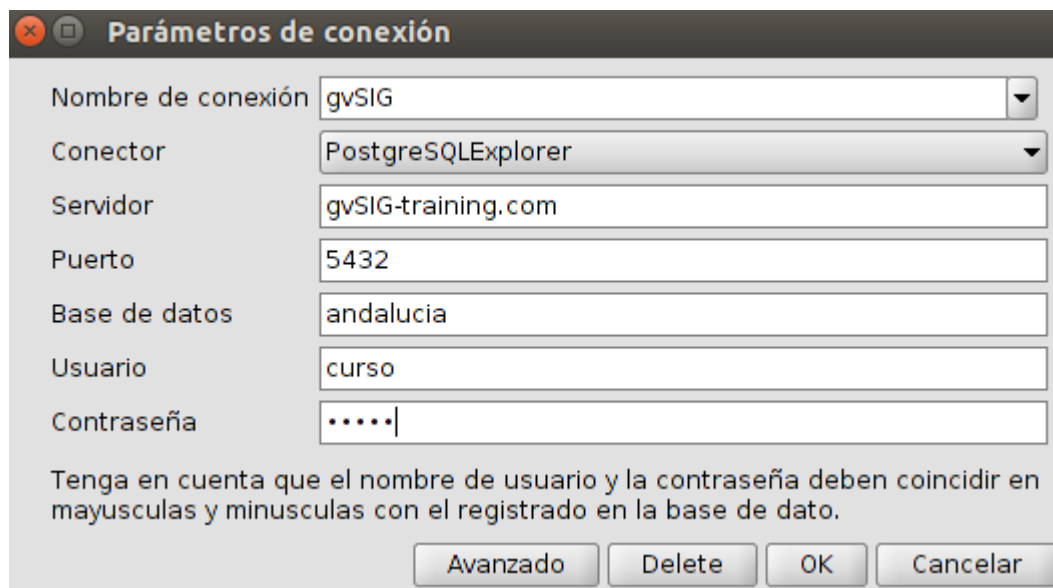 Parámetros de conexión
Nombre de conexión gvSIG
Conector PostgreSQLExplorer
Servidor gvSIG-training.com
Puerto 5432
Base de datos andalucia
Usuario curso
Contraseña •••••
Tenga en cuenta que el nombre de usuario y la contraseña deben coincidir en
mayusculas y minusculas con el registrado en la base de dato.
Avanzado Delete OK Cancelar